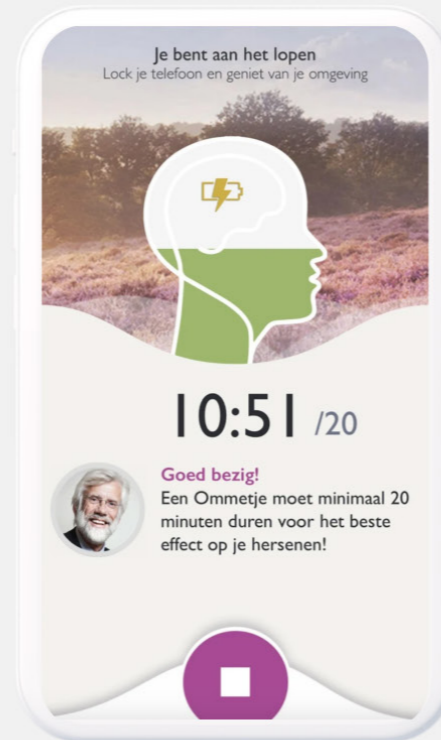 Je bent aan het lopen
Lock je telefoon en geniet van je omgeving
10:51 /20
Goed bezig!
Een Ommetje moet minimaal 20
minuten duren voor het beste
effect op je hersenen!